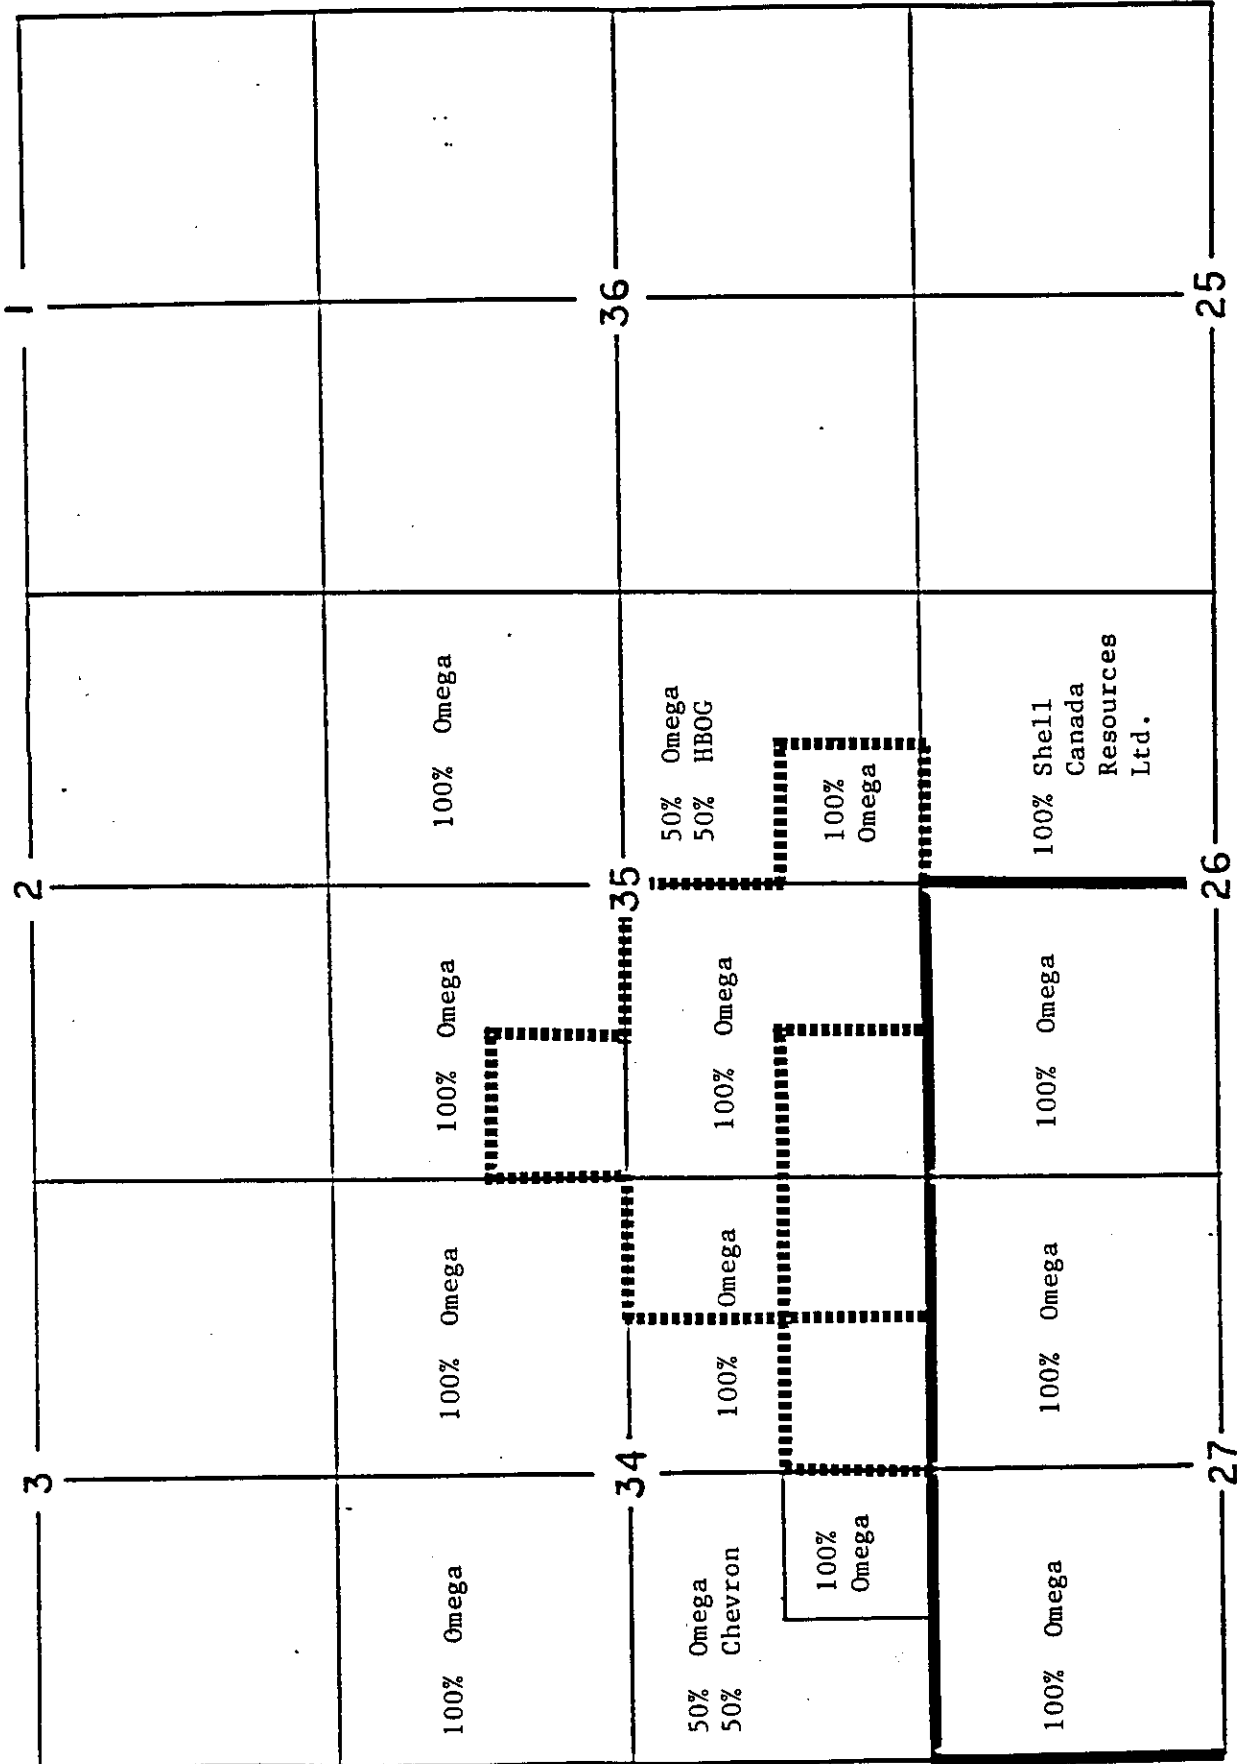 3 2 1
100% Omega
100% Omega
100% Omega
100% Omega
34 35 36
50% Omega
50% Chevron
100%
Omega
100% Omega
100% Omega
50% Omega
50% HBOG
100%
Omega
100% Omega
100% Omega
100% Omega
100% Shell
Canada
Resources
Ltd.
27 26 25